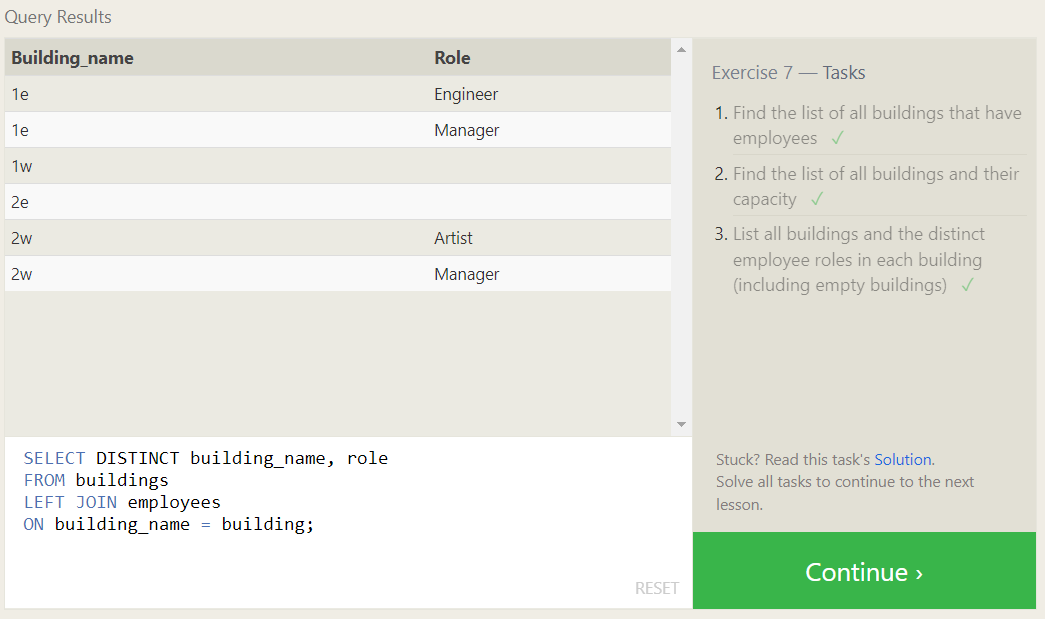 Query Results
Building_name Role
1e Engineer
1e Manager
1w
2e
2w Artist
2w Manager
SELECT DISTINCT building_name, role
FROM buildings
LEFT JOIN employees
ON building_name = building;
RESET
Exercise 7 — Tasks
1. Find the list of all buildings that have
employees ✓
2. Find the list of all buildings and their
capacity ✓
3. List all buildings and the distinct
employee roles in each building
(including empty buildings) ✓
Stuck? Read this task's Solution.
Solve all tasks to continue to the next
lesson.
Continue ›